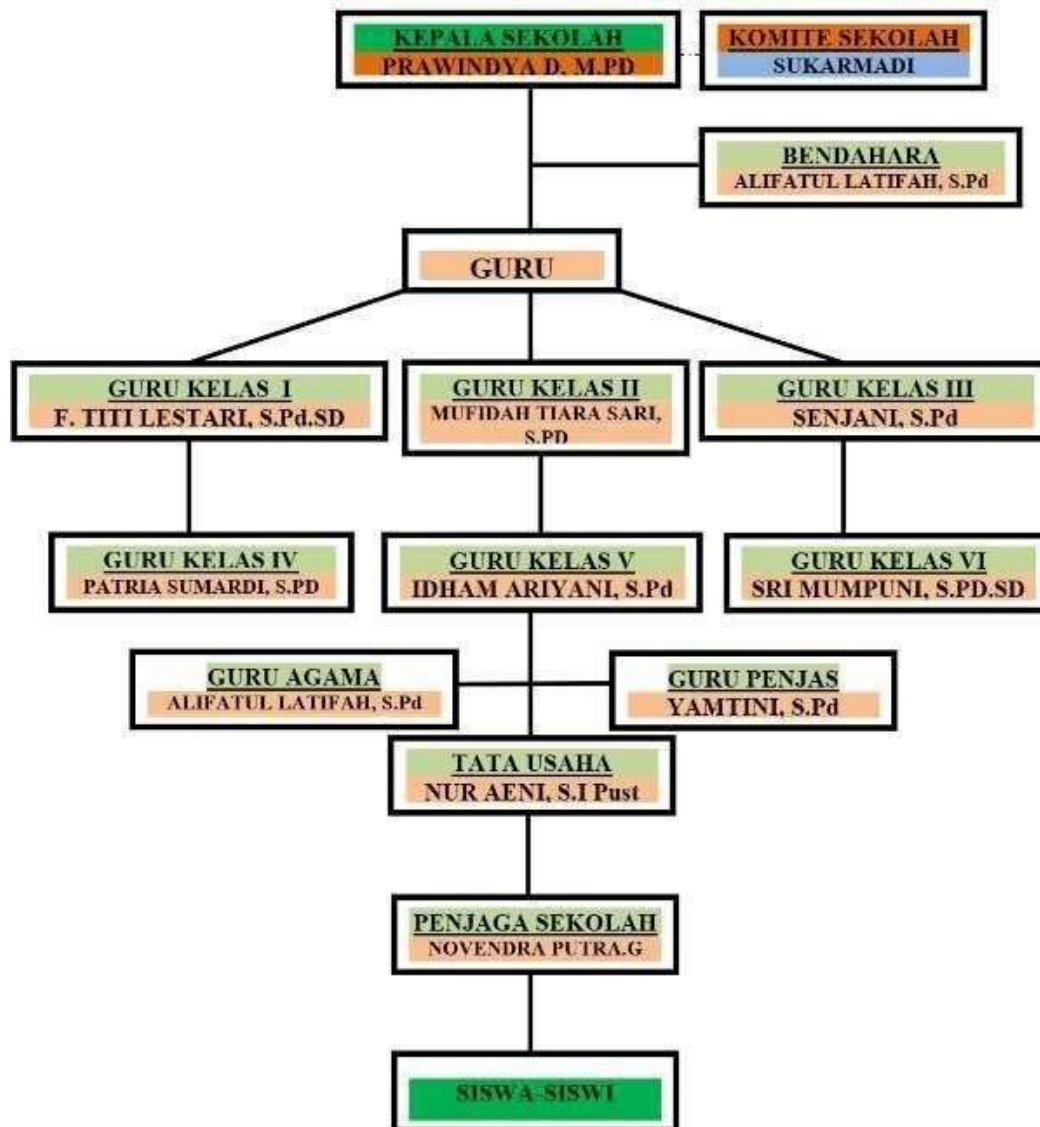 KEPALA SEKOLAH
PRAWINDYA D, M.PD
KOMITE SEKOLAH
SUKARMADI
BENDAHARA
ALIFATUL LATIFAH, S.Pd
GURU
GURU KELAS I
F. TITI LESTARI, S.Pd.SD
GURU KELAS II
MUFIDAH TIARA SARI,
S.PD
GURU KELAS III
SENJANI, S.Pd
GURU KELAS IV
PATRIA SUMARDI, S.PD
GURU KELAS V
IDHAM ARIYANI, S.Pd
GURU KELAS VI
SRI MUMPUNI, S.PD.SD
GURU AGAMA
ALIFATUL LATIFAH, S.Pd
GURU PENJAS
YAMTINI, S.Pd
TATA USAHA
NUR AENI, S.I Pust
PENJAGA SEKOLAH
NOVENDRA PUTRA.G
SISWA-SISWI